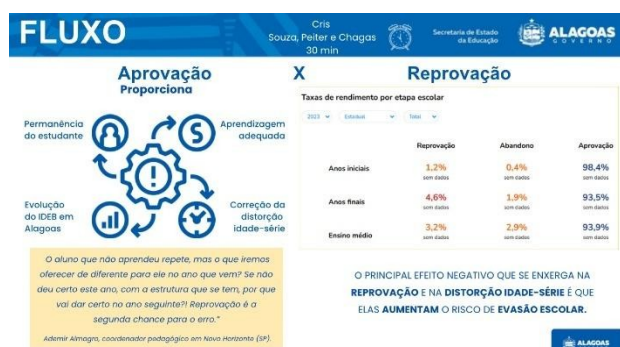 FLUXO
Cris
Souza, Peiter e Chagas
30 min
Secretaria de Estado
da Educação
ALAGOAS
GOVERNO
Aprovação
Proporciona
X
Reprovação
Permanência
do estudante
Aprendizagem
adequada
Evolução
do IDEB em
Alagoas
Correção da
distorção
idade-série
O aluno que não aprendeu repete, mas o que iremos
oferecer de diferente para ele no ano que vem? Se não
deu certo este ano, com a estrutura que se tem, por que
vai dar certo no ano seguinte?! Reprovação é a
segunda chance para o erro."
Ademir Almagro, coordenador pedagógico em Novo Horizonte (SP).
Taxas de rendimento por etapa escolar
2023 Estadual Total
Reprovação Abandono Aprovação
Anos iniciais 1,2% 0,4% 98,4%
sem dados sem dados sem dados
Anos finais 4,6% 1,9% 93,5%
sem dados sem dados sem dados
Ensino médio 3,2% 2,9% 93,9%
sem dados sem dados sem dados
O PRINCIPAL EFEITO NEGATIVO QUE SE ENXERGA NA
REPROVAÇÃO E NA DISTORÇÃO IDADE-SÉRIE É QUE
ELAS AUMENTAM O RISCO DE EVASÃO ESCOLAR.
ALAGOAS